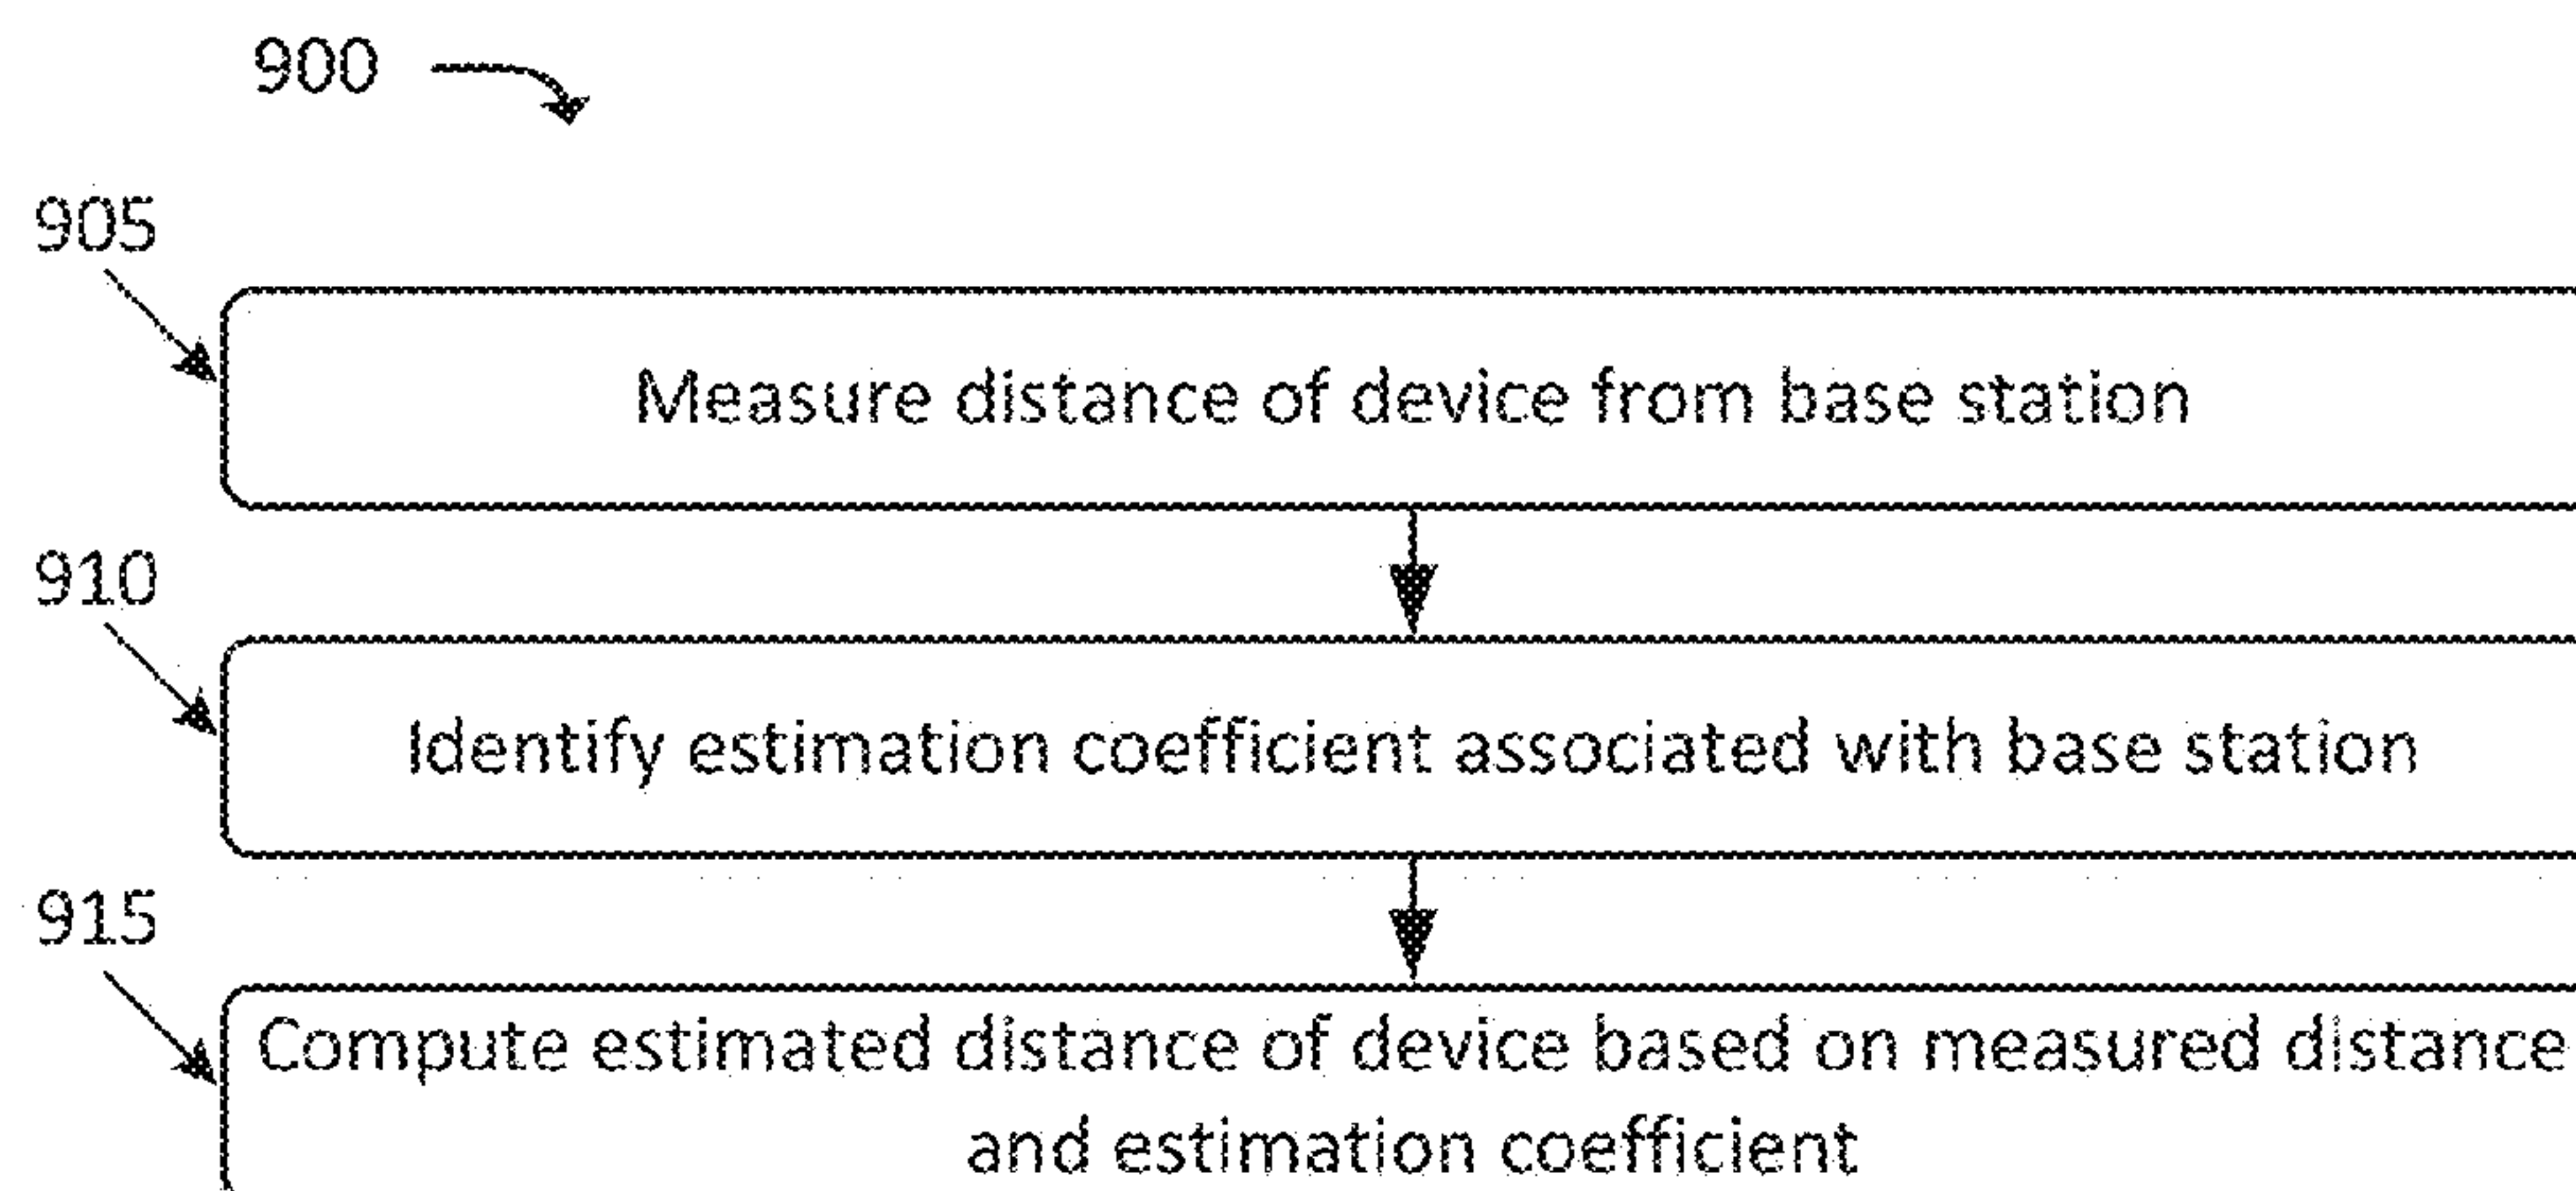 900
905
Measure distance of device from base station
910
Identify estimation coefficient associated with base station
915
Compute estimated distance of device based on measured distance
and estimation coefficient